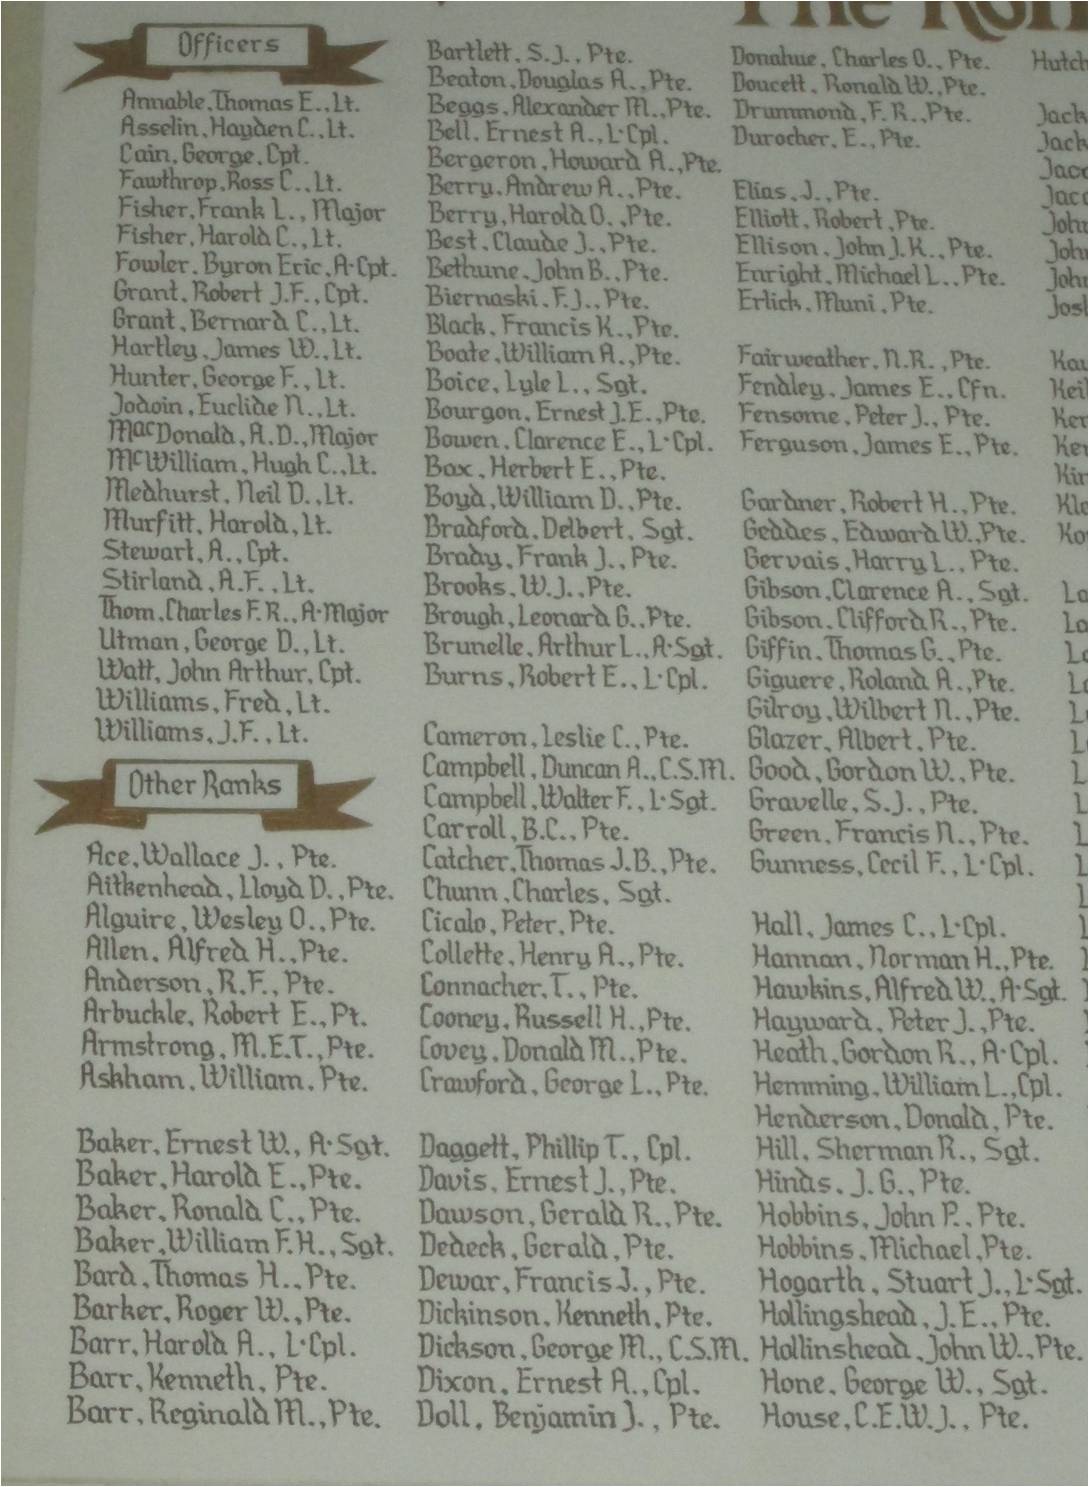 The
Officers
Annable, Thomas E., Lt.
Asselin, Hayden C., Lt.
Cain, George, Cpt.
Fawthrop, Ross C., Lt.
Fisher, Frank L., Major
Fisher, Harold C., Lt.
Fowler, Byron Eric, A·Cpt.
Grant, Robert J.F., Cpt.
Grant, Bernard C., Lt.
Hartley, James W., Lt.
Hunter, George F., Lt.
Jodoin, Euclide N., Lt.
MacDonald, A.D., Major
McWilliam, Hugh C., Lt.
Medhurst, Neil D., Lt.
Murfitt, Harold, Lt.
Stewart, A., Cpt.
Stirland, A.F., Lt.
Thom, Charles F.R., A·Major
Utman, George D., Lt.
Watt, John Arthur, Cpt.
Williams, Fred, Lt.
Williams, J.F., Lt.
Other Ranks
Ace, Wallace J., Pte.
Aitkenhead, Lloyd D., Pte.
Alguire, Wesley O., Pte.
Allen, Alfred H., Pte.
Anderson, R.F., Pte.
Arbuckle, Robert E., Pt.
Armstrong, M.E.T., Pte.
Askham, William, Pte.
Baker, Ernest W., A·Sgt.
Baker, Harold E., Pte.
Baker, Ronald C., Pte.
Baker, William F.H., Sgt.
Bard, Thomas H., Pte.
Barker, Roger W., Pte.
Barr, Harold A., L·Cpl.
Barr, Kenneth, Pte.
Barr, Reginald M., Pte.
Bartlett, S.J., Pte.
Beaton, Douglas A., Pte.
Beggs, Alexander M., Pte.
Bell, Ernest A., L·Cpl.
Bergeron, Howard A., Pte.
Berry, Andrew A., Pte.
Berry, Harold O., Pte.
Best, Claude J., Pte.
Bethune, John B., Pte.
Biernaski, F.J., Pte.
Black, Francis K., Pte.
Boate, William A., Pte.
Boice, Lyle L., Sgt.
Bourgon, Ernest J.E., Pte.
Bowen, Clarence E., L·Cpl.
Box, Herbert E., Pte.
Boyd, William D., Pte.
Bradford, Delbert, Sgt.
Brady, Frank J., Pte.
Brooks, W.J., Pte.
Brough, Leonard G., Pte.
Brunelle, Arthur L., A·Sgt.
Burns, Robert E., L·Cpl.
Cameron, Leslie C., Pte.
Campbell, Duncan A., C.S.M.
Campbell, Walter F., L·Sgt.
Carroll, B.C., Pte.
Catcher, Thomas J.B., Pte.
Chunn, Charles, Sgt.
Cicalo, Peter, Pte.
Collette, Henry A., Pte.
Connacher, T., Pte.
Cooney, Russell H., Pte.
Covey, Donald M., Pte.
Crawford, George L., Pte.
Daggett, Phillip T., Cpl.
Davis, Ernest J., Pte.
Dawson, Gerald R., Pte.
Dedeck, Gerald, Pte.
Dewar, Francis J., Pte.
Dickinson, Kenneth, Pte.
Dickson, George M., C.S.M.
Dixon, Ernest A., Cpl.
Doll, Benjamin J., Pte.
Donahue, Charles O., Pte.
Doucett, Ronald W., Pte.
Drummond, F.R., Pte.
Durocher, E., Pte.
Elias, J., Pte.
Elliott, Robert, Pte.
Ellison, John J.K., Pte.
Enright, Michael L., Pte.
Erlick, Muni, Pte.
Fairweather, N.R., Pte.
Fendley, James E., Cfn.
Fensome, Peter J., Pte.
Ferguson, James E., Pte.
Gardner, Robert H., Pte.
Geddes, Edward W., Pte.
Gervais, Harry L., Pte.
Gibson, Clarence A., Sgt.
Gibson, Clifford R., Pte.
Giffin, Thomas G., Pte.
Giguere, Roland A., Pte.
Gilroy, Wilbert N., Pte.
Glazer, Albert, Pte.
Good, Gordon W., Pte.
Gravelle, S.J., Pte.
Green, Francis N., Pte.
Gunness, Cecil F., L·Cpl.
Hall, James C., L·Cpl.
Hannan, Norman H., Pte.
Hawkins, Alfred W., A·Sgt.
Hayward, Peter J., Pte.
Heath, Gordon R., A·Cpl.
Hemming, William L., Cpl.
Henderson, Donald, Pte.
Hill, Sherman R., Sgt.
Hinds, J.G., Pte.
Hobbins, John P., Pte.
Hobbins, Michael, Pte.
Hogarth, Stuart J., L·Sgt.
Hollingshead, J.E., Pte.
Hollinshead, John W., Pte.
Hone, George W., Sgt.
House, C.E.W.J., Pte.
Hutch
Jack
Jack